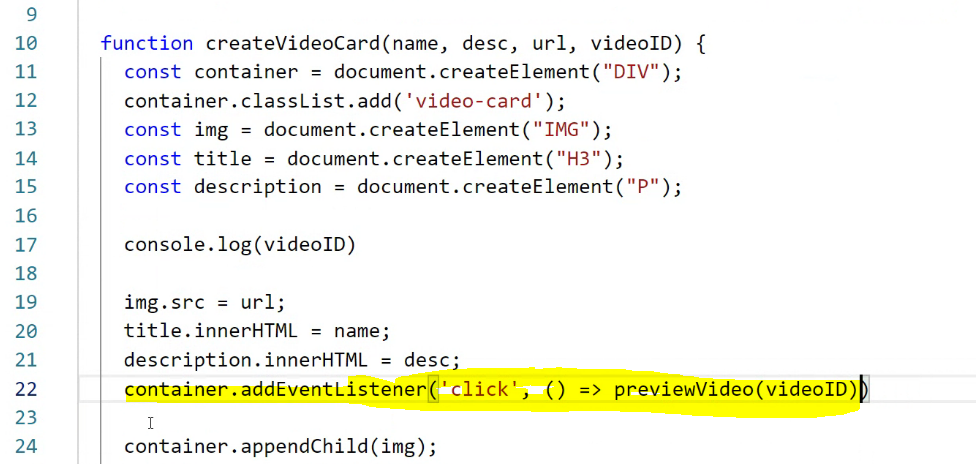 9
10 function createVideoCard(name, desc, url, videoID) {
11 const container = document.createElement("DIV");
12 container.classList.add('video-card');
13 const img = document.createElement("IMG");
14 const title = document.createElement("H3");
15 const description = document.createElement("P");
16
17 console.log(videoID)
18
19 img.src = url;
20 title.innerHTML = name;
21 description.innerHTML = desc;
22 container.addEventListener('click', () => previewVideo(videoID))
23
24 container.appendChild(img);